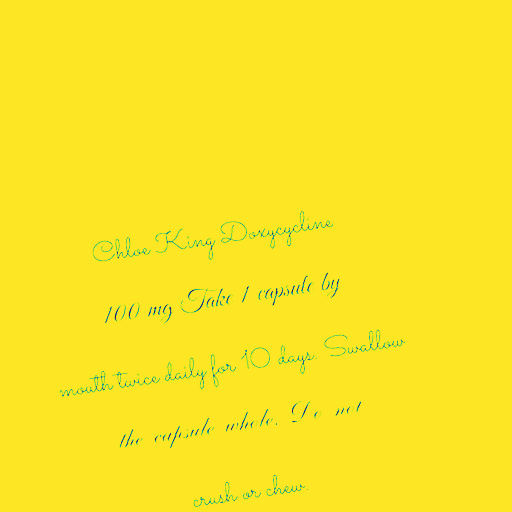 Chloe King Doxycycline
100 mg Take 1 capsule by
mouth twice daily for 10 days. Swallow
the capsule whole. Do not
crush or chew.